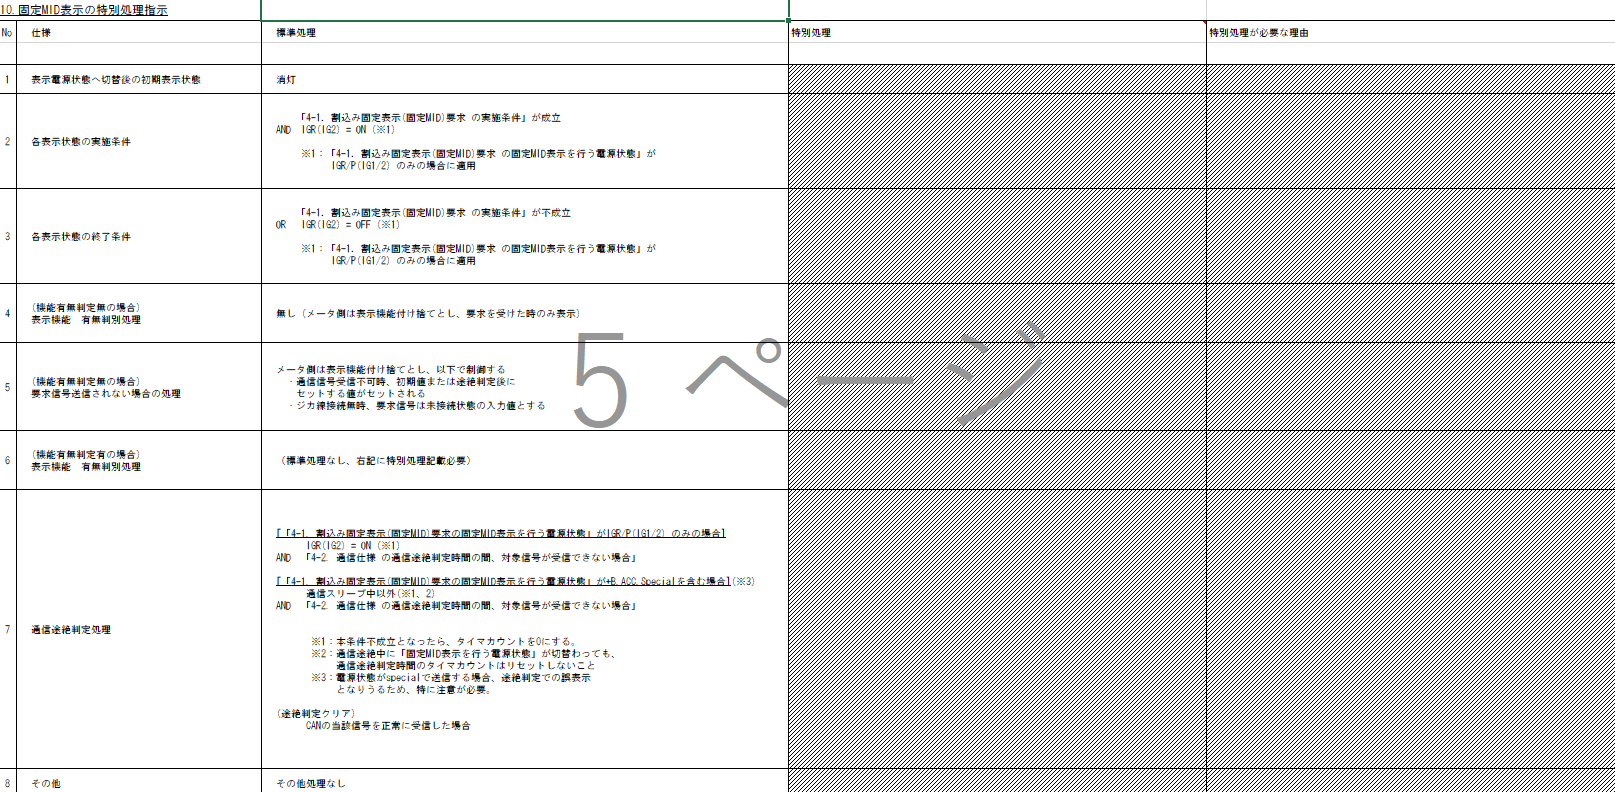 10. 固定MID表示の特別処理指示
No 仕様 標準処理 特別処理 特別処理が必要な理由
1 表示電源状態へ切替後の初期表示状態 消灯
2 各表示状態の実施条件
「4-1. 割込み固定表示(固定MID)要求 の実施条件」が成立
AND IGR(IG2) = ON (※1)
※1：「4-1. 割込み固定表示(固定MID)要求 の固定MID表示を行う電源状態」が
IGR/P(IG1/2) のみの場合に適用
3 各表示状態の終了条件
「4-1. 割込み固定表示(固定MID)要求 の実施条件」が不成立
OR IGR(IG2) = OFF (※1)
※1：「4-1. 割込み固定表示(固定MID)要求 の固定MID表示を行う電源状態」が
IGR/P(IG1/2) のみの場合に適用
4 (機能有無判定無の場合)
表示機能　有無判別処理
無し（メータ側は表示機能付け捨てとし、要求を受けた時のみ表示）
5 (機能有無判定無の場合)
要求信号送信されない場合の処理
メータ側は表示機能付け捨てとし、以下で制御する
・通信信号受信不可時、初期値または途絶判定後に
セットする値がセットされる
・ジカ線接続無時、要求信号は未接続状態の入力値とする
6 (機能有無判定有の場合)
表示機能　有無判別処理
（標準処理なし、右記に特別処理記載必要）
7 通信途絶判定処理
[「4-1. 割込み固定表示(固定MID)要求の固定MID表示を行う電源状態」がIGR/P(IG1/2) のみの場合]
IGR(IG2) = ON (※1)
AND 「4-2. 通信仕様 の通信途絶判定時間の間、対象信号が受信できない場合」
[「4-1. 割込み固定表示(固定MID)要求の固定MID表示を行う電源状態」が+B,ACC,Specialを含む場合](※3)
通信スリープ中以外(※1、2)
AND 「4-2. 通信仕様 の通信途絶判定時間の間、対象信号が受信できない場合」
※1：本条件不成立となったら、タイマカウントを0にする。
※2：通信途絶中に「固定MID表示を行う電源状態」が切替わっても、
通信途絶判定時間のタイマカウントはリセットしないこと
※3：電源状態がspecialで送信する場合、途絶判定での誤表示
となりうるため、特に注意が必要。
(途絶判定クリア)
CANの当該信号を正常に受信した場合
8 その他 その他処理なし
5 ページ